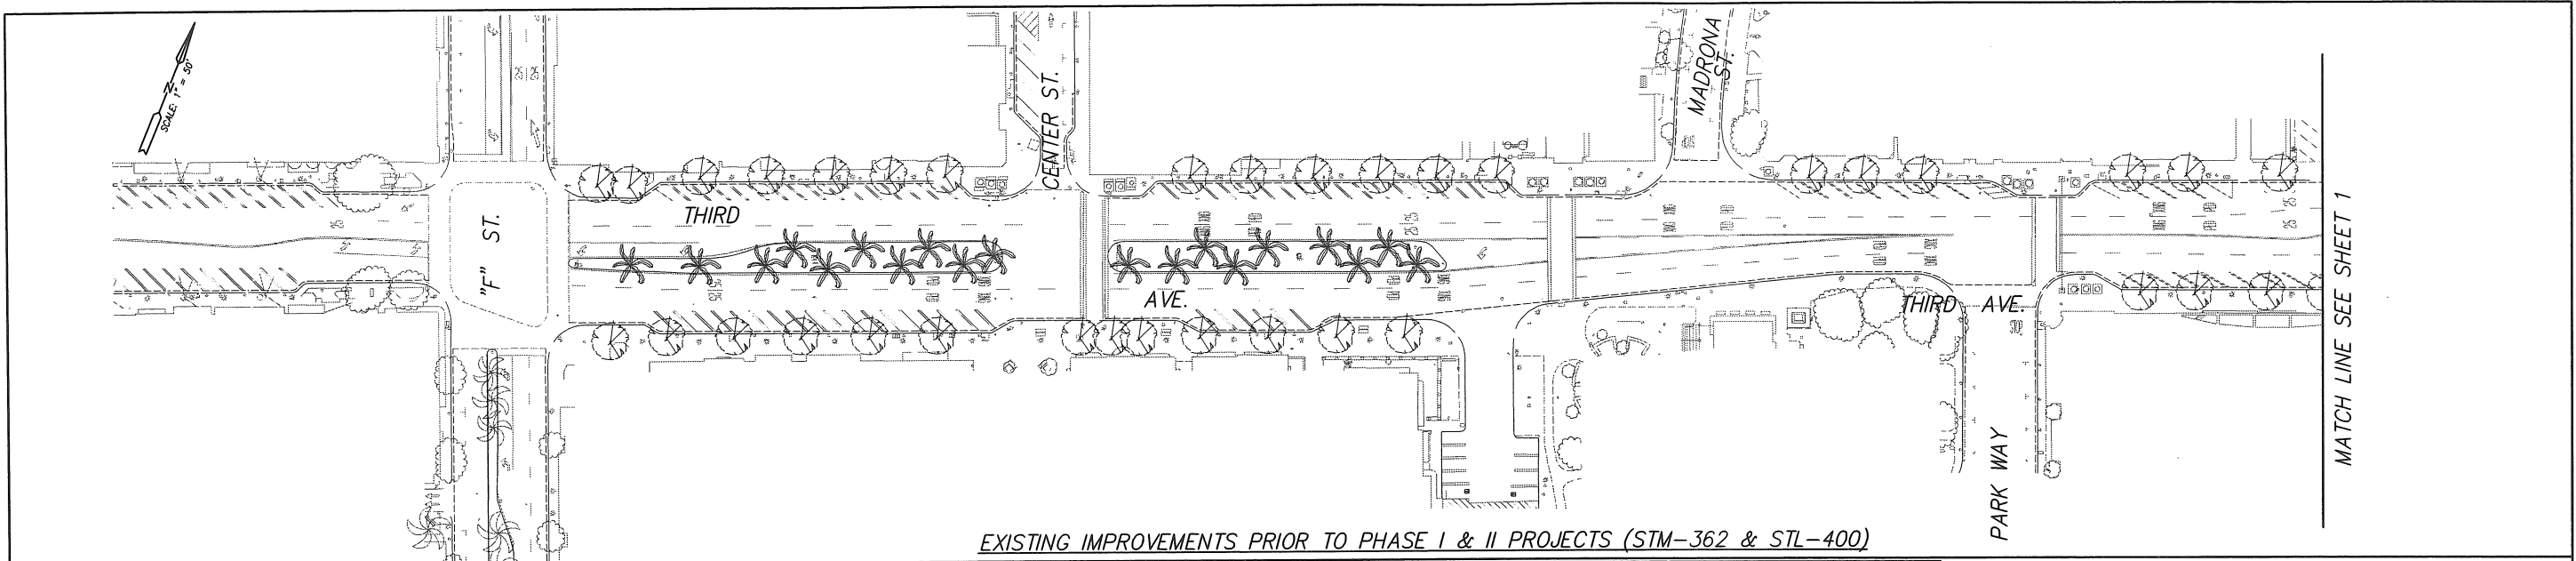 N
SCALE: 1" = 50'
"F" ST.
THIRD
CENTER ST.
AVE.
MADRONA
ST.
THIRD AVE.
PARK WAY
MATCH LINE SEE SHEET 1
EXISTING IMPROVEMENTS PRIOR TO PHASE I & II PROJECTS (STM-362 & STL-400)